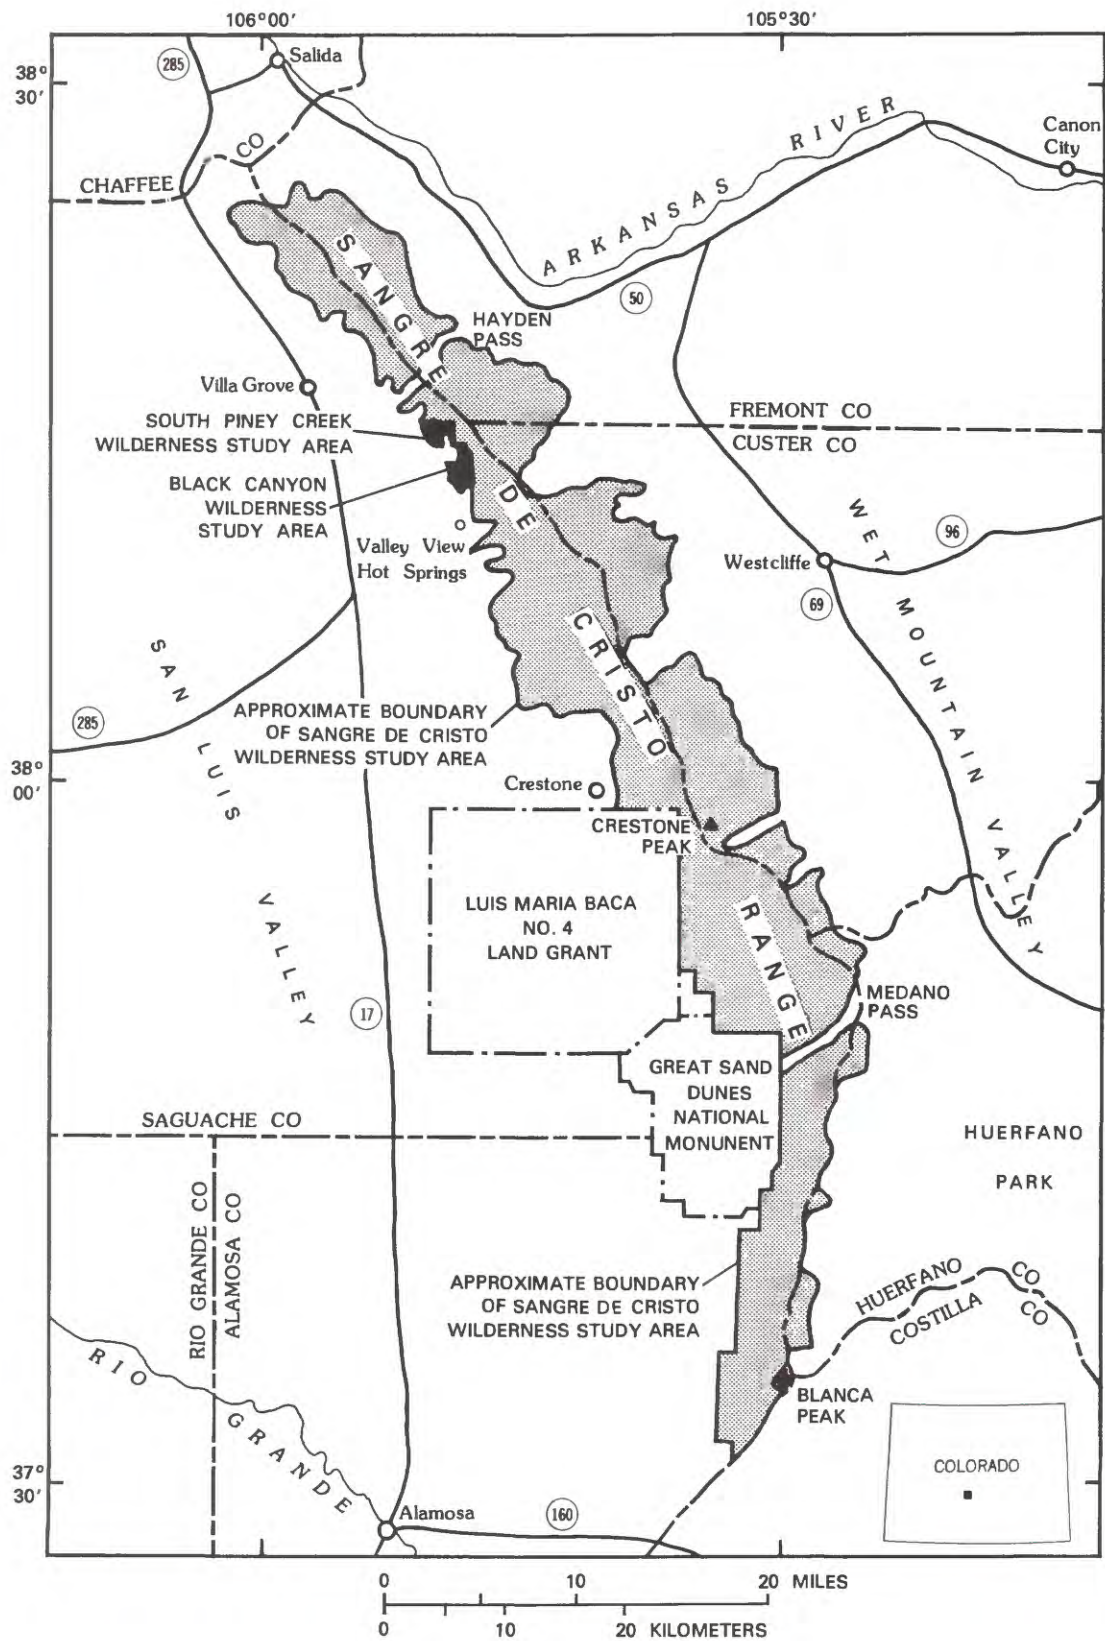 106°00′
105°30′
38°
30′
285
Salida
Canon
City
CO
CHAFFEE
ARKANSAS RIVER
50
SANGRE
HAYDEN
PASS
Villa Grove
SOUTH PINEY CREEK
WILDERNESS STUDY AREA
FREMONT CO
CUSTER CO
BLACK CANYON
WILDERNESS
STUDY AREA
DE
Valley View
Hot Springs
Westcliffe
96
69
WET MOUNTAIN VALLEY
CRISTO
SAN LUIS VALLEY
285
APPROXIMATE BOUNDARY
OF SANGRE DE CRISTO
WILDERNESS STUDY AREA
38°
00′
Crestone
CRESTONE
PEAK
LUIS MARIA BACA
NO. 4
LAND GRANT
RANGE
MEDANO
PASS
17
GREAT SAND
DUNES
NATIONAL
MONUNENT
SAGUACHE CO
HUERFANO
PARK
RIO GRANDE CO
ALAMOSA CO
APPROXIMATE BOUNDARY
OF SANGRE DE CRISTO
WILDERNESS STUDY AREA
HUERFANO CO
COSTILLA CO
RIO GRANDE
BLANCA
PEAK
COLORADO
37°
30′
Alamosa
160
0 10 20 MILES
0 10 20 KILOMETERS